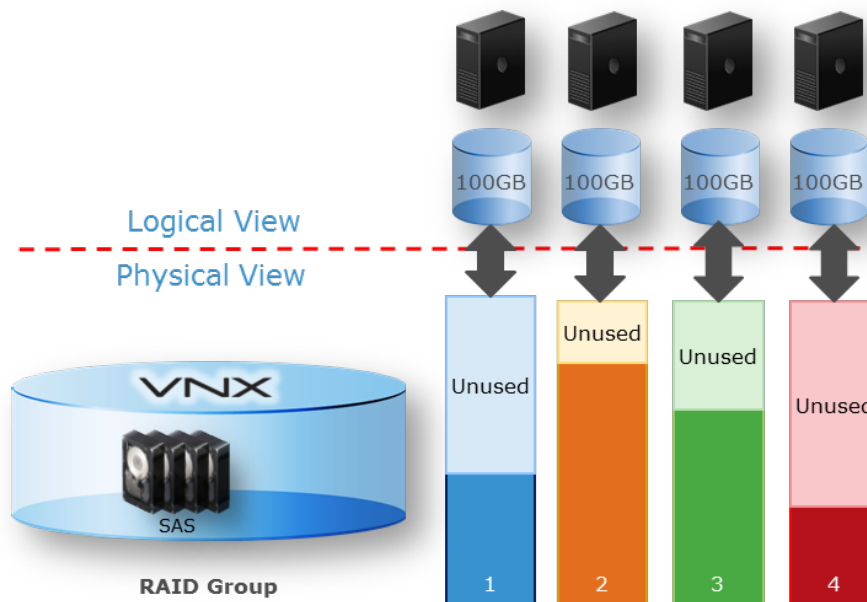 100GB 100GB 100GB 100GB
Logical View
Physical View
Unused
Unused
Unused
Unused
VNX
SAS
RAID Group
1 2 3 4